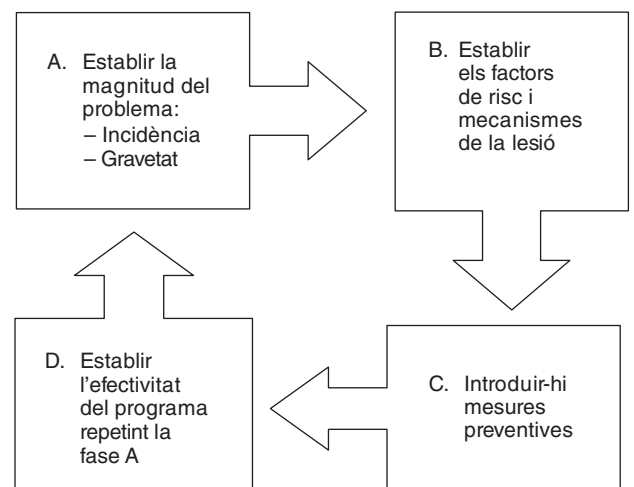 A. Establir la
magnitud del
problema:
– Incidència
– Gravetat
B. Establir
els factors
de risc i
mecanismes
de la lesió
C. Introduir-hi
mesures
preventives
D. Establir
l’efectivitat
del programa
repetint la
fase A